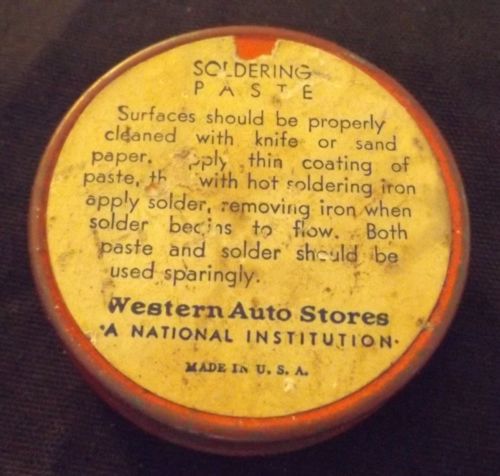 SOLDERING
PASTE
Surfaces should be properly
cleaned with knife or sand
paper. Apply thin coating of
paste, with hot soldering iron
apply solder, removing iron when
solder begins to flow. Both
paste and solder should be
used sparingly.
Western Auto Stores
·A NATIONAL INSTITUTION·
MADE IN U. S. A.